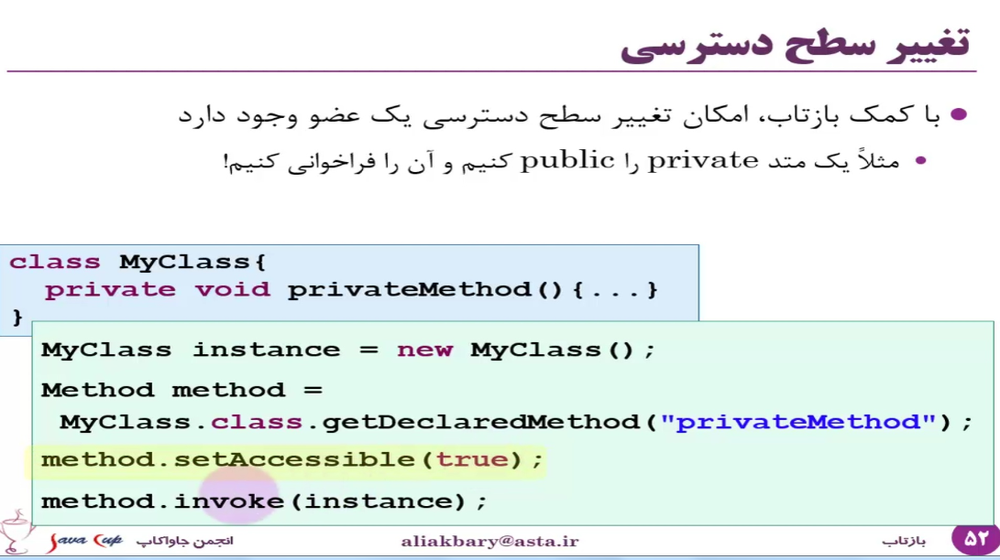 تغییر سطح دسترسی
با کمک بازتاب، امکان تغییر سطح دسترسی یک عضو وجود دارد
مثلاً یک متد private را public کنیم و آن را فراخوانی کنیم!
class MyClass{
private void privateMethod(){...}
}
MyClass instance = new MyClass();
Method method =
MyClass.class.getDeclaredMethod("privateMethod");
method.setAccessible(true);
method.invoke(instance);
۵۲ بازتاب aliakbary@asta.ir انجمن جاواکاپ Java Cup